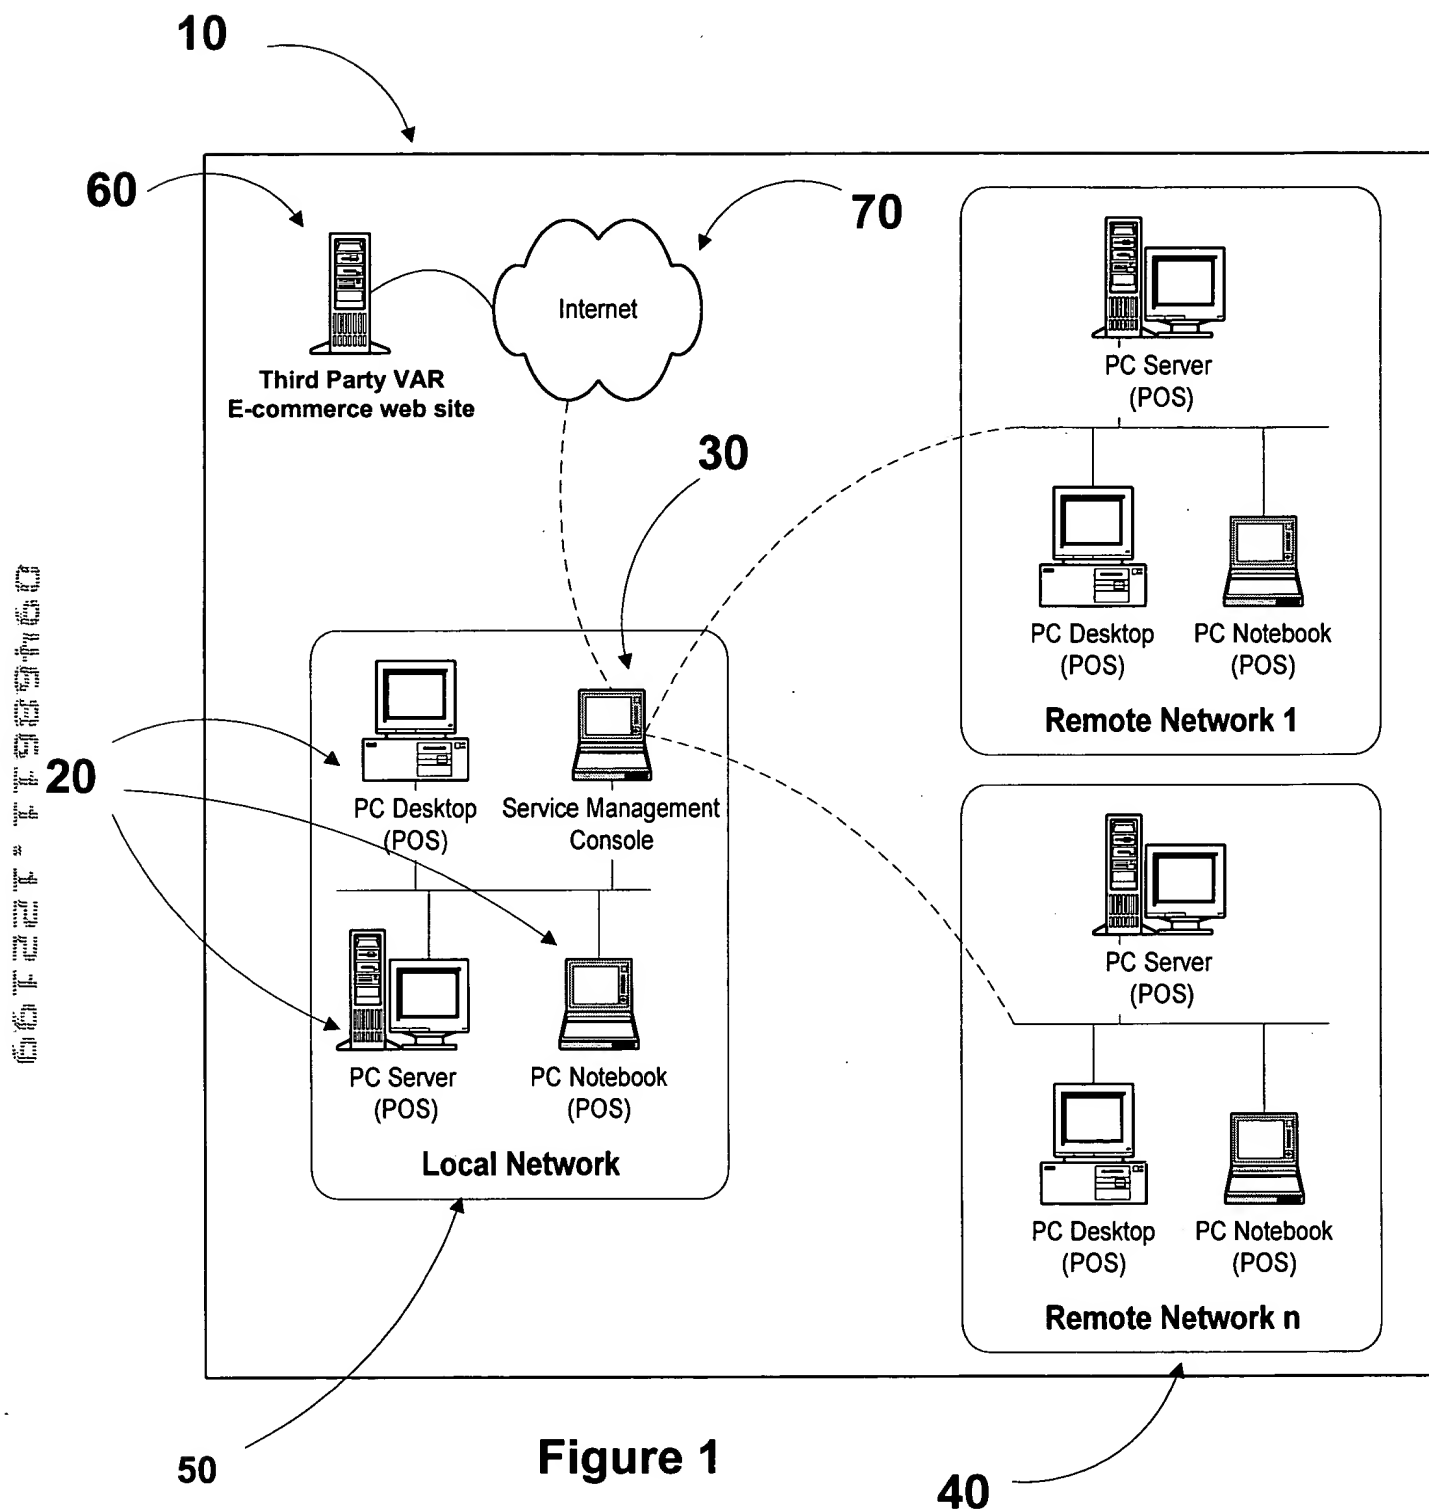 10
60
70
Internet
Third Party VAR
E-commerce web site
30
PC Server
(POS)
PC Desktop
(POS)
PC Notebook
(POS)
Remote Network 1
20
PC Desktop
(POS)
Service Management
Console
PC Server
(POS)
PC Notebook
(POS)
Local Network
PC Server
(POS)
PC Desktop
(POS)
PC Notebook
(POS)
Remote Network n
50
Figure 1
40